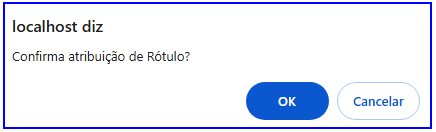 localhost diz
Confirma atribuição de Rótulo?
OK
Cancelar